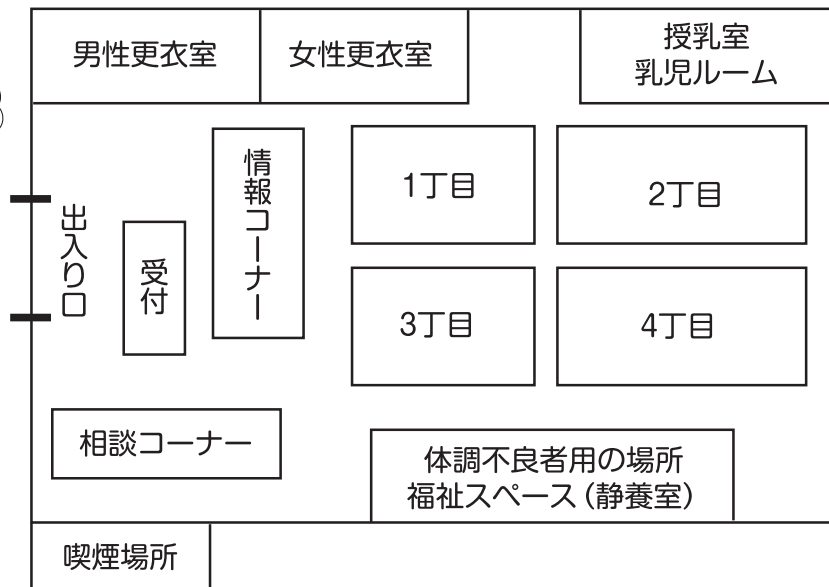 男性更衣室
女性更衣室
授乳室
乳児ルーム
出入り口
受付
情報コーナー
1丁目
2丁目
3丁目
4丁目
相談コーナー
体調不良者用の場所
福祉スペース(静養室)
喫煙場所